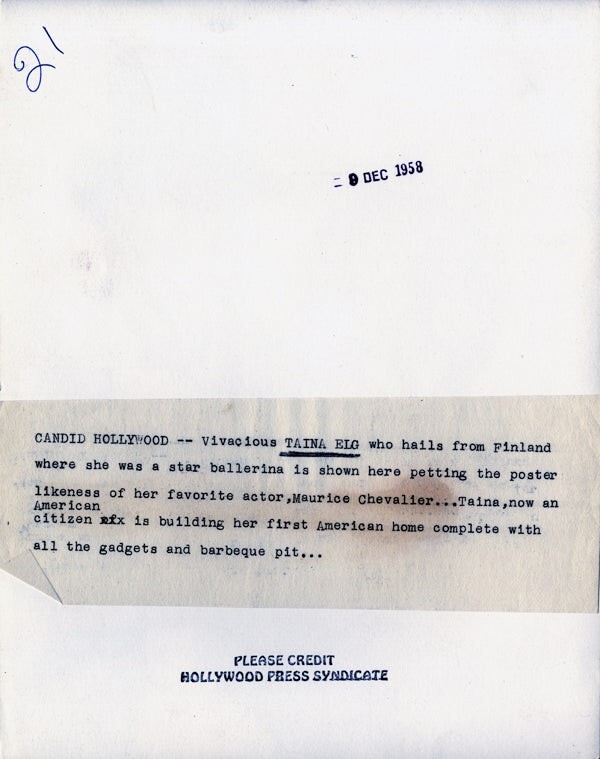 21
= 9 DEC 1958
CANDID HOLLYWOOD -- Vivacious TAINA ELG who hails from Finland
where she was a star ballerina is shown here petting the poster
likeness of her favorite actor,Maurice Chevalier...Taina,now an
American
citizen is building her first American home complete with
all the gadgets and barbeque pit...
PLEASE CREDIT
HOLLYWOOD PRESS SYNDICATE